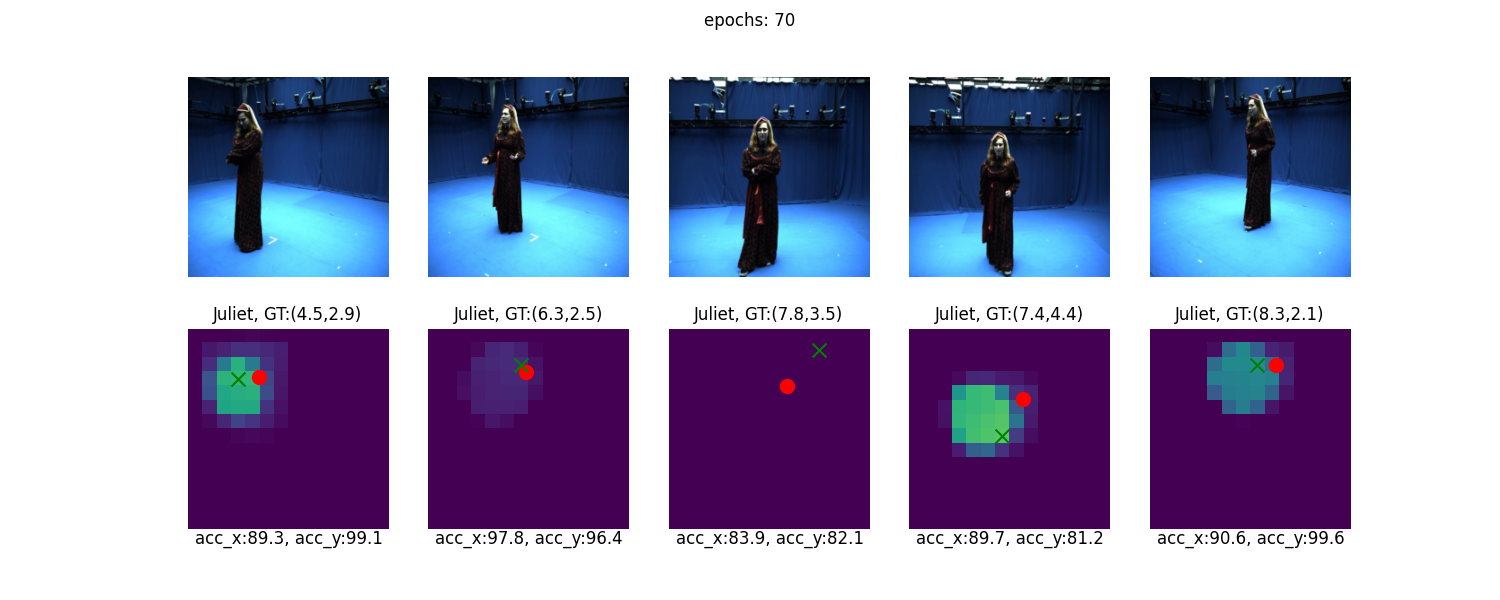 epochs: 70
Juliet, GT:(4.5,2.9)
Juliet, GT:(6.3,2.5)
Juliet, GT:(7.8,3.5)
Juliet, GT:(7.4,4.4)
Juliet, GT:(8.3,2.1)
acc_x:89.3, acc_y:99.1
acc_x:97.8, acc_y:96.4
acc_x:83.9, acc_y:82.1
acc_x:89.7, acc_y:81.2
acc_x:90.6, acc_y:99.6